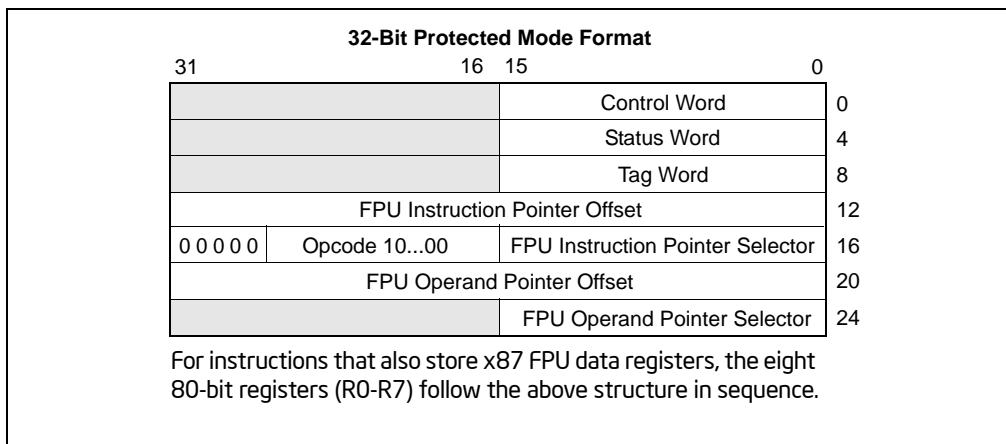 32-Bit Protected Mode Format
31 16 15 0
Control Word 0
Status Word 4
Tag Word 8
FPU Instruction Pointer Offset 12
0 0 0 0 0 Opcode 10...00 FPU Instruction Pointer Selector 16
FPU Operand Pointer Offset 20
FPU Operand Pointer Selector 24
For instructions that also store x87 FPU data registers, the eight
80-bit registers (R0-R7) follow the above structure in sequence.